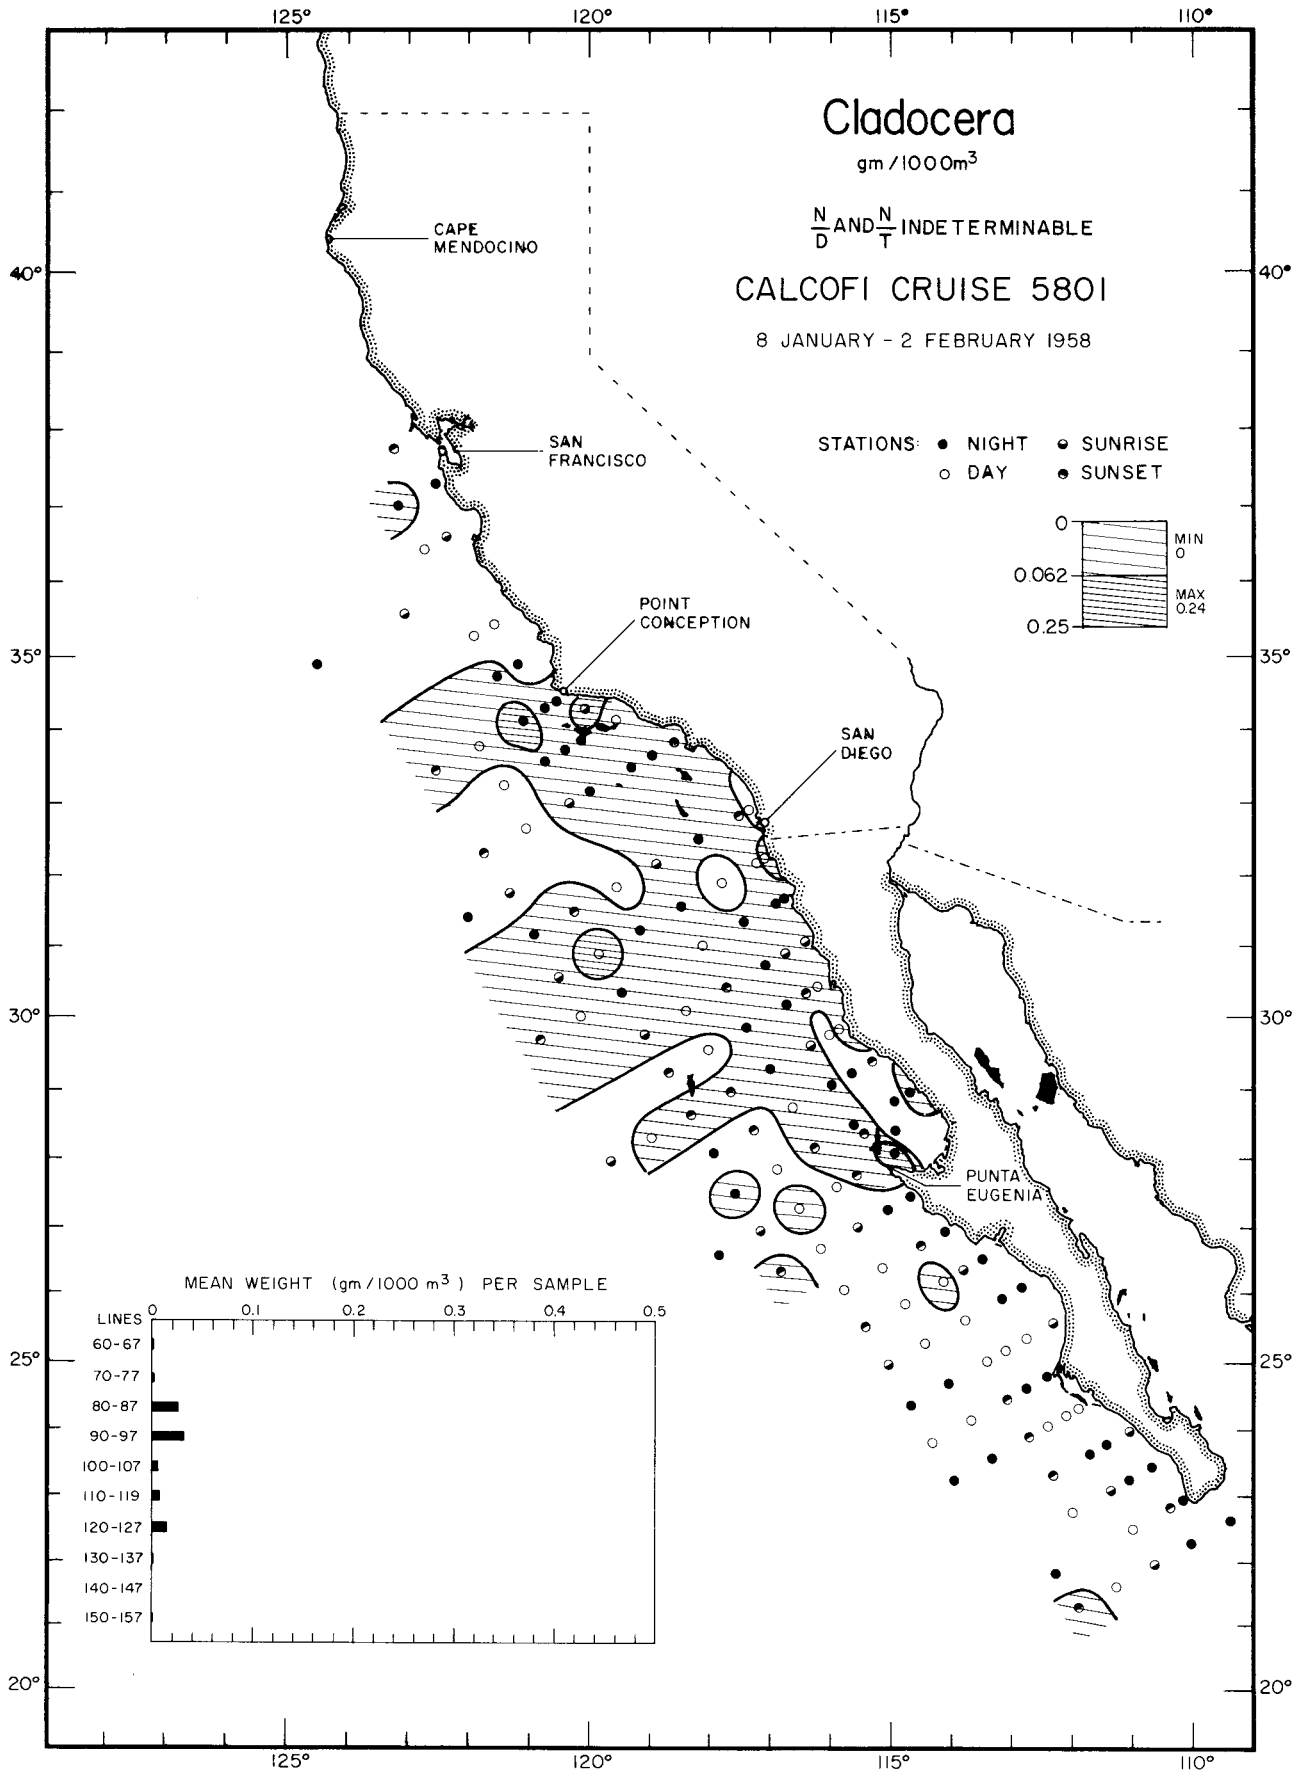 125° 120° 115° 110°
Cladocera
gm/1000m³
N/D AND N/T INDETERMINABLE
CALCOFI CRUISE 5801
8 JANUARY - 2 FEBRUARY 1958
CAPE
MENDOCINO
40° 40°
STATIONS: ● NIGHT SUNRISE
○ DAY SUNSET
SAN
FRANCISCO
0
MIN
0
0.062
MAX
0.24
0.25
POINT
CONCEPTION
35° 35°
SAN
DIEGO
30° 30°
PUNTA
EUGENIA
MEAN WEIGHT (gm/1000 m³) PER SAMPLE
0 0.1 0.2 0.3 0.4 0.5
LINES
60-67
25° 25°
70-77
80-87
90-97
100-107
110-119
120-127
130-137
140-147
150-157
20° 20°
125° 120° 115° 110°